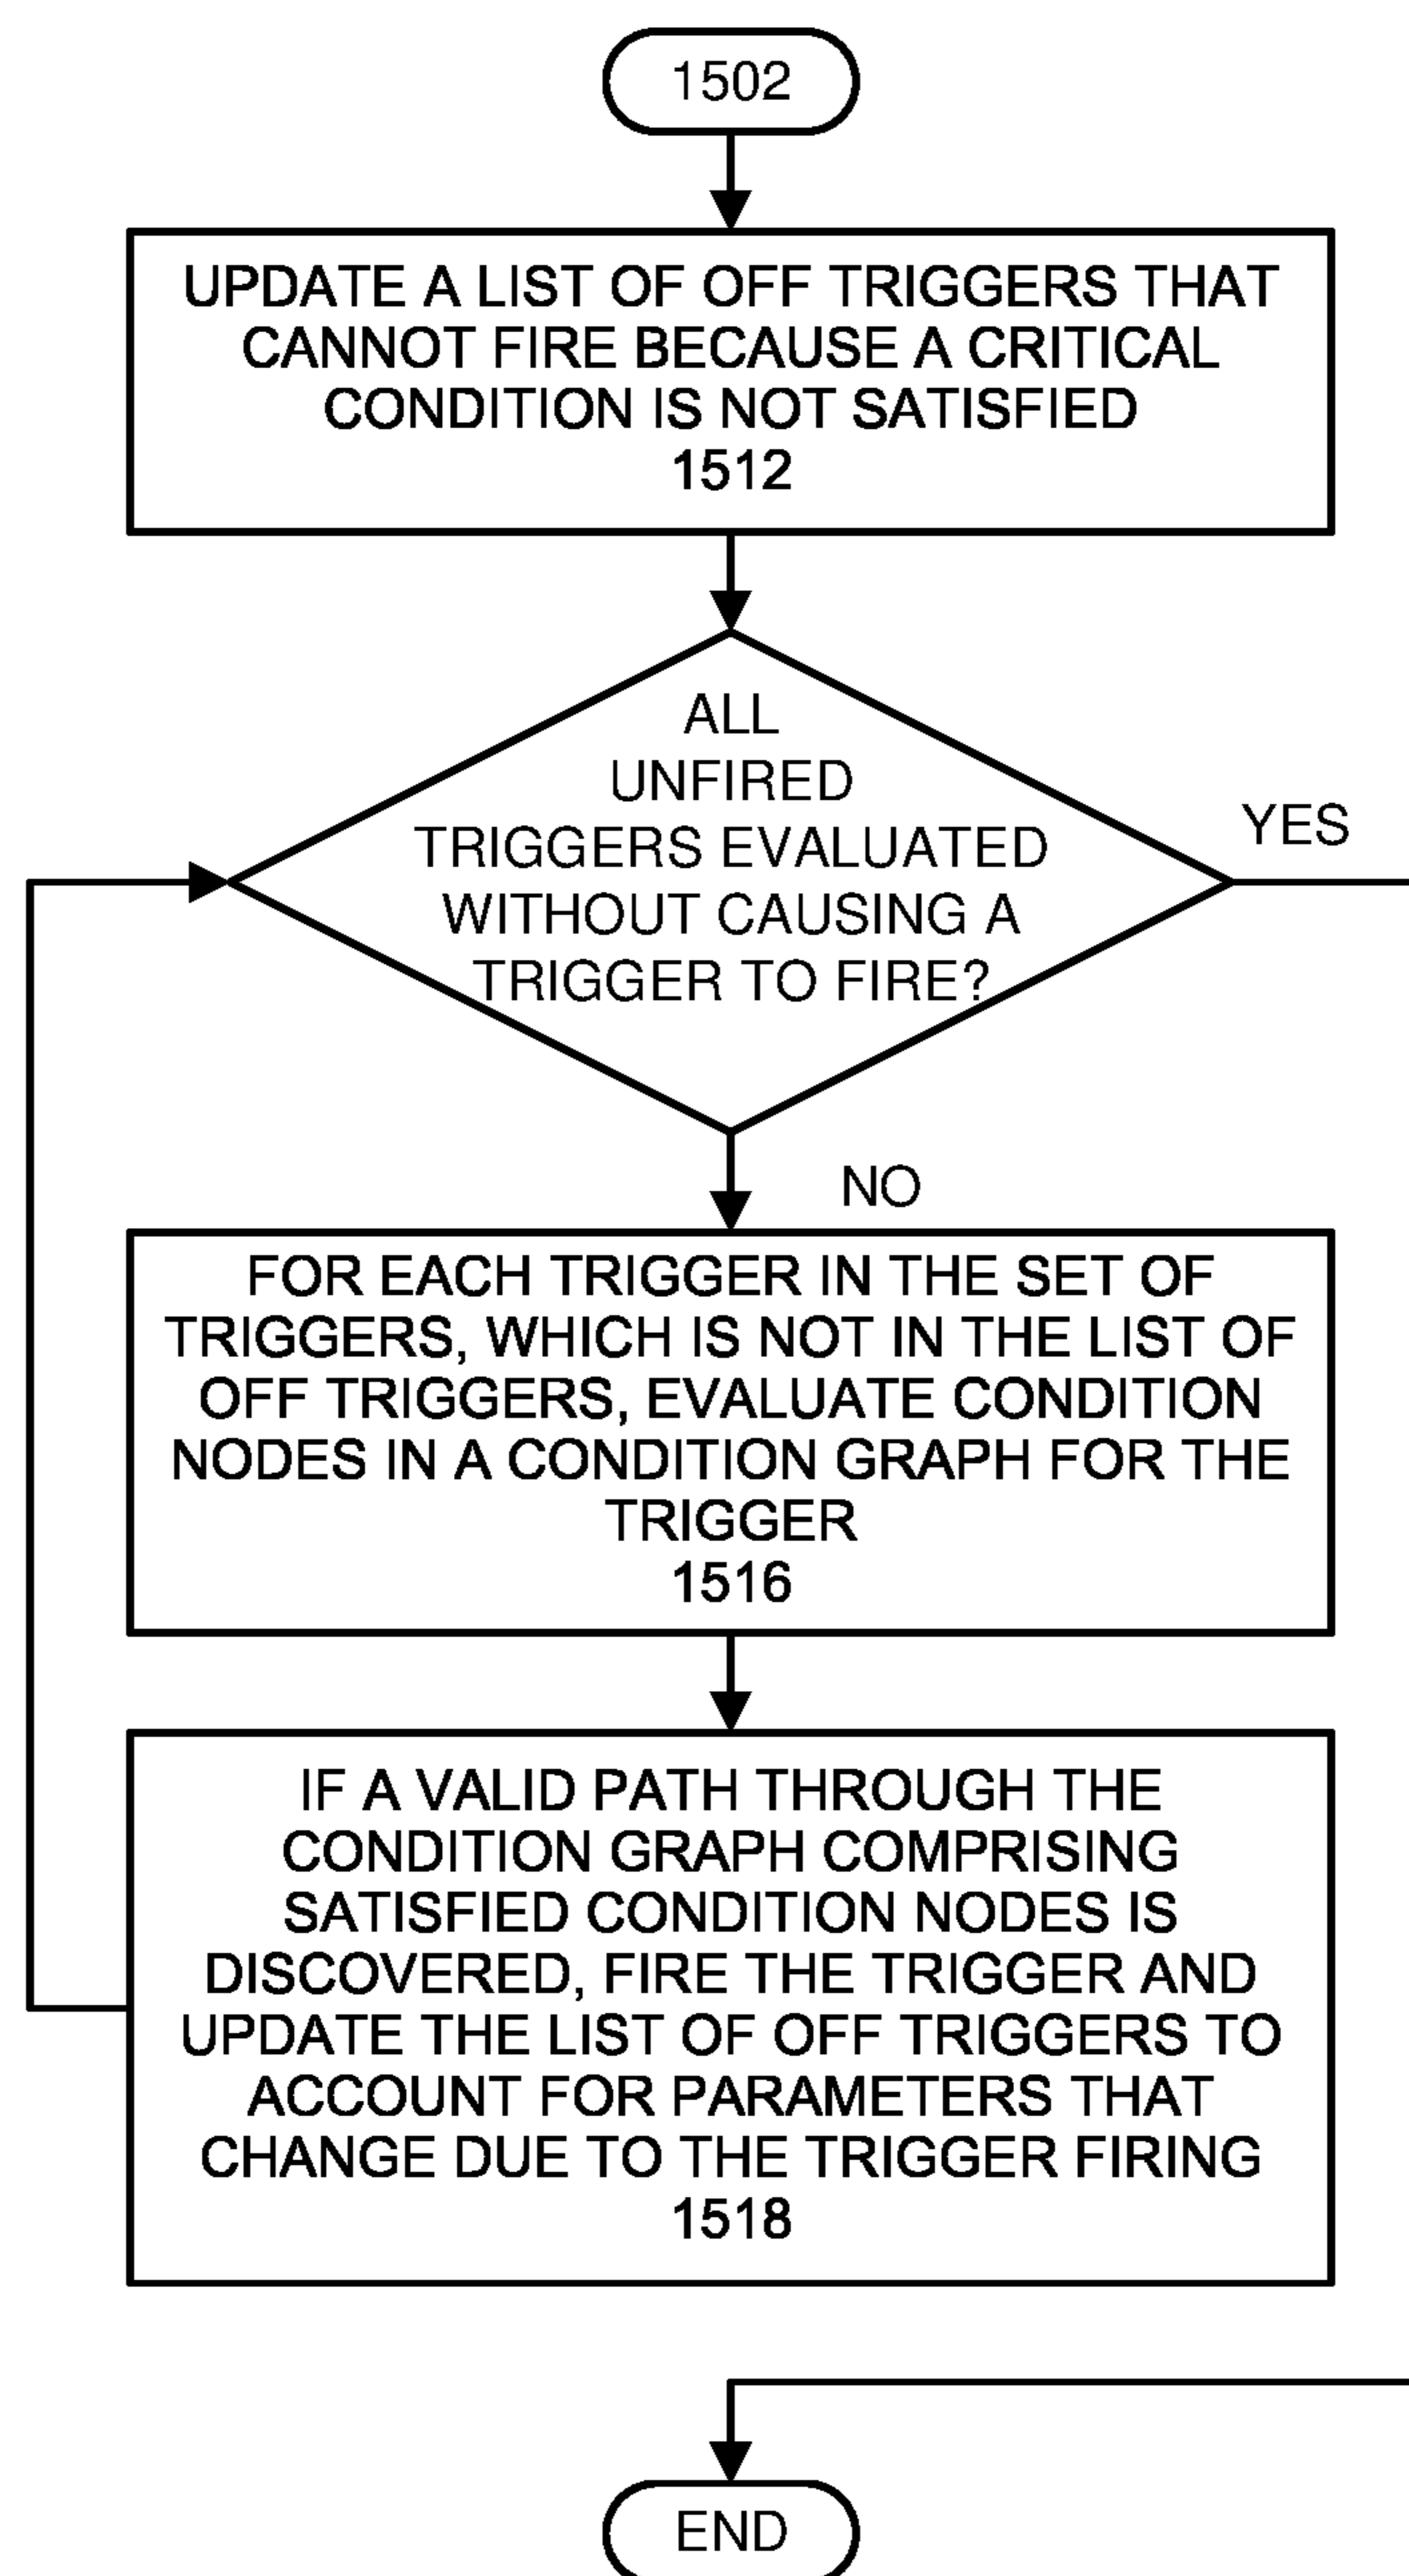 1502
UPDATE A LIST OF OFF TRIGGERS THAT
CANNOT FIRE BECAUSE A CRITICAL
CONDITION IS NOT SATISFIED
1512
ALL
UNFIRED
TRIGGERS EVALUATED
WITHOUT CAUSING A
TRIGGER TO FIRE?
YES
NO
FOR EACH TRIGGER IN THE SET OF
TRIGGERS, WHICH IS NOT IN THE LIST OF
OFF TRIGGERS, EVALUATE CONDITION
NODES IN A CONDITION GRAPH FOR THE
TRIGGER
1516
IF A VALID PATH THROUGH THE
CONDITION GRAPH COMPRISING
SATISFIED CONDITION NODES IS
DISCOVERED, FIRE THE TRIGGER AND
UPDATE THE LIST OF OFF TRIGGERS TO
ACCOUNT FOR PARAMETERS THAT
CHANGE DUE TO THE TRIGGER FIRING
1518
END